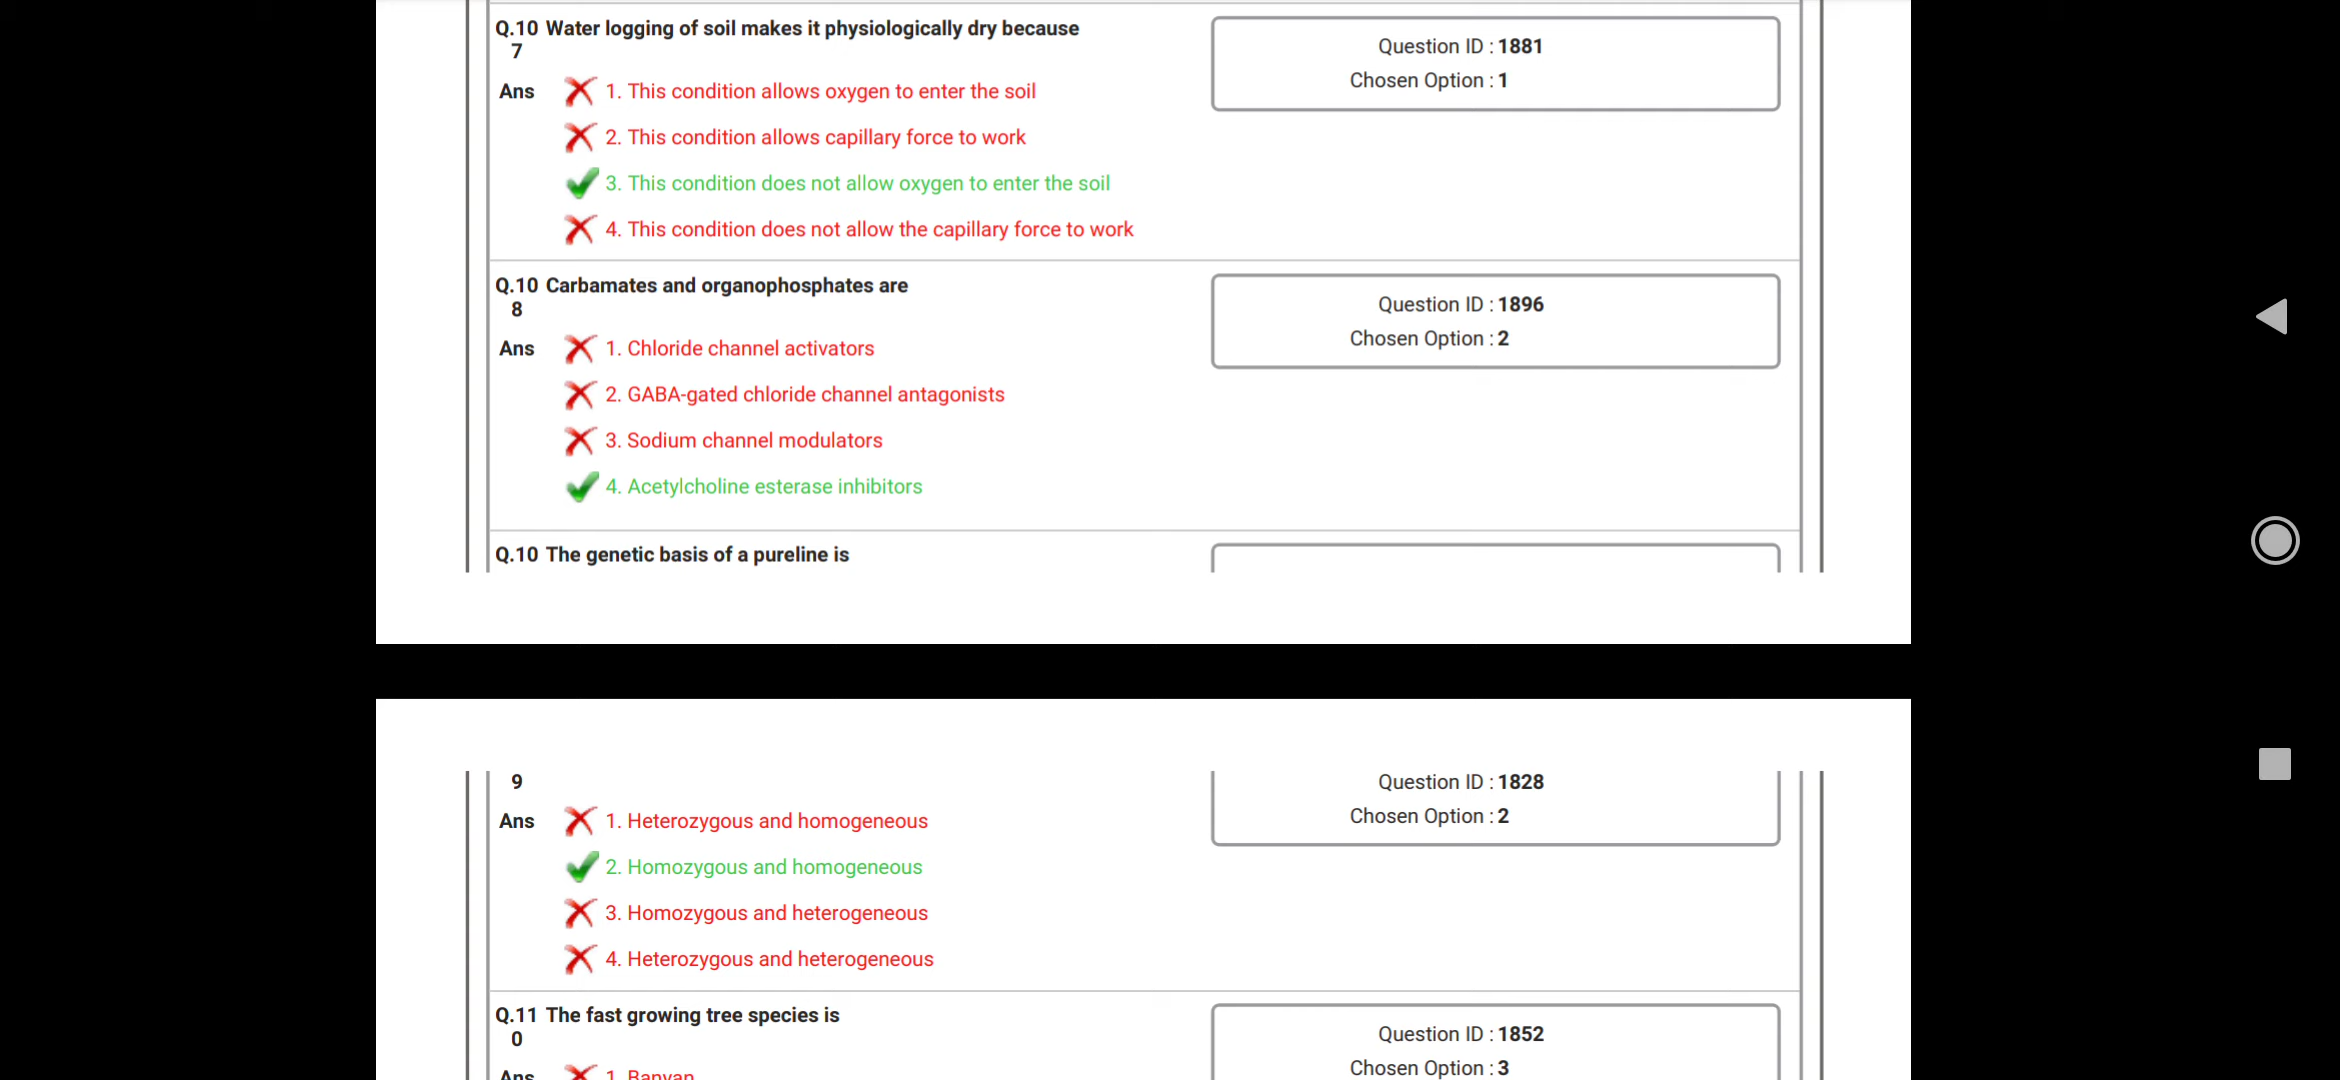 Q.10 Water logging of soil makes it physiologically dry because
7
Question ID : 1881
Chosen Option : 1
Ans 1. This condition allows oxygen to enter the soil
2. This condition allows capillary force to work
3. This condition does not allow oxygen to enter the soil
4. This condition does not allow the capillary force to work
Q.10 Carbamates and organophosphates are
8
Question ID : 1896
Chosen Option : 2
Ans 1. Chloride channel activators
2. GABA-gated chloride channel antagonists
3. Sodium channel modulators
4. Acetylcholine esterase inhibitors
Q.10 The genetic basis of a pureline is
9
Question ID : 1828
Chosen Option : 2
Ans 1. Heterozygous and homogeneous
2. Homozygous and homogeneous
3. Homozygous and heterogeneous
4. Heterozygous and heterogeneous
Q.11 The fast growing tree species is
0
Question ID : 1852
Chosen Option : 3
Ans 1. Banyan